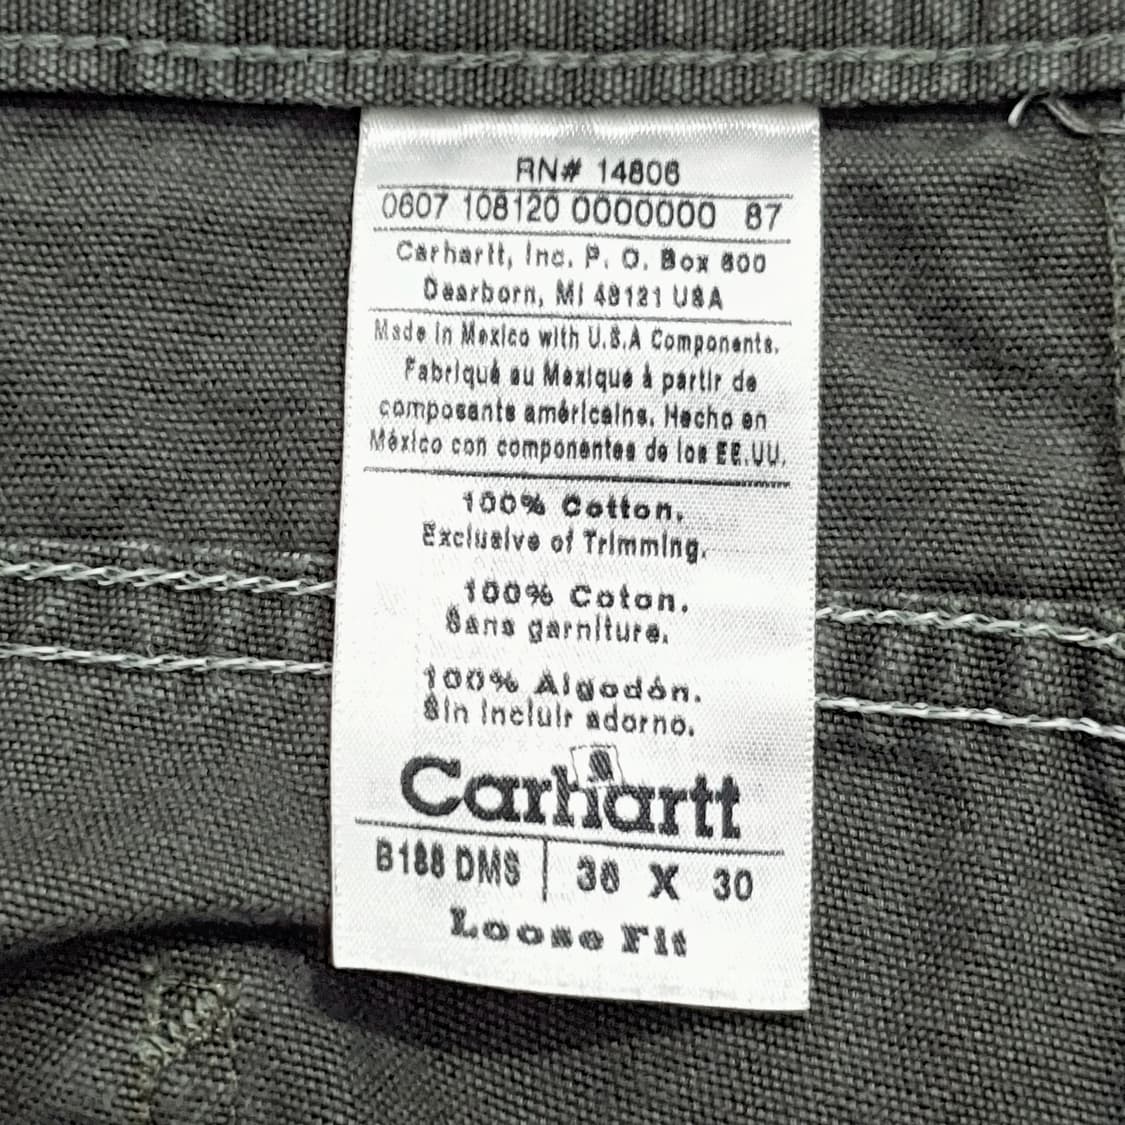 RN# 14806
0607 108120 0000000 87
Carhartt, Inc. P. O. Box 600
Dearborn, MI 48121 USA
Made in Mexico with U.S.A Components.
Fabriqué au Mexique à partir de
composants américains. Hecho en
México con componentes de los EE.UU.
100% Cotton.
Exclusive of Trimming.
100% Coton.
Sans garniture.
100% Algodón.
Sin incluir adorno.
Carhartt
B188 DMS X 30
Loose Fit